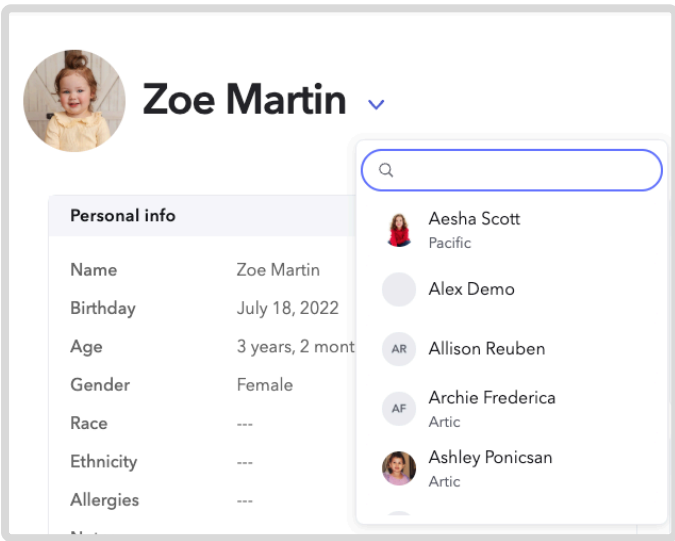 Zoe Martin
Personal info
Name Zoe Martin
Birthday July 18, 2022
Age 3 years, 2 mont
Gender Female
Race ---
Ethnicity ---
Allergies ---
Aesha Scott
Pacific
Alex Demo
AR Allison Reuben
AF Archie Frederica
Artic
Ashley Ponicsan
Artic